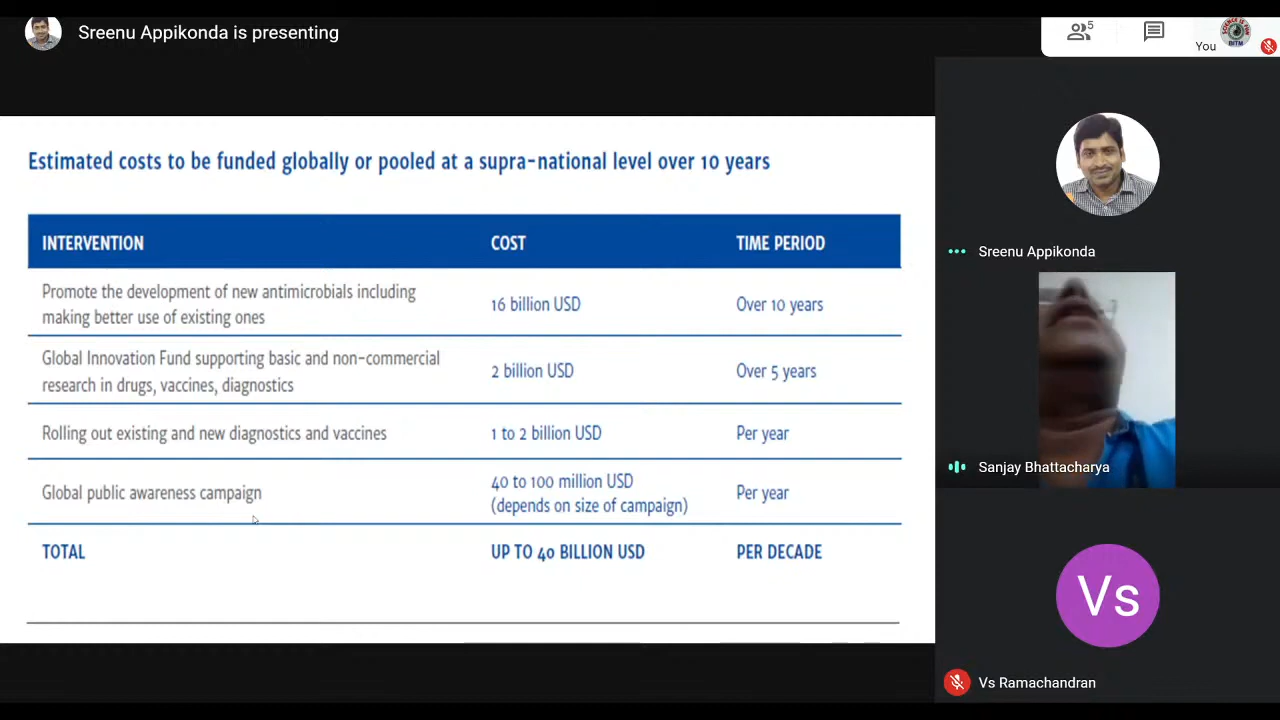 Sreenu Appikonda is presenting
5
You
Estimated costs to be funded globally or pooled at a supra-national level over 10 years
INTERVENTION COST TIME PERIOD
Promote the development of new antimicrobials including
making better use of existing ones
16 billion USD Over 10 years
Global Innovation Fund supporting basic and non-commercial
research in drugs, vaccines, diagnostics
2 billion USD Over 5 years
Rolling out existing and new diagnostics and vaccines 1 to 2 billion USD Per year
Global public awareness campaign
40 to 100 million USD
(depends on size of campaign)
Per year
TOTAL UP TO 40 BILLION USD PER DECADE
Sreenu Appikonda
Sanjay Bhattacharya
Vs
Vs Ramachandran